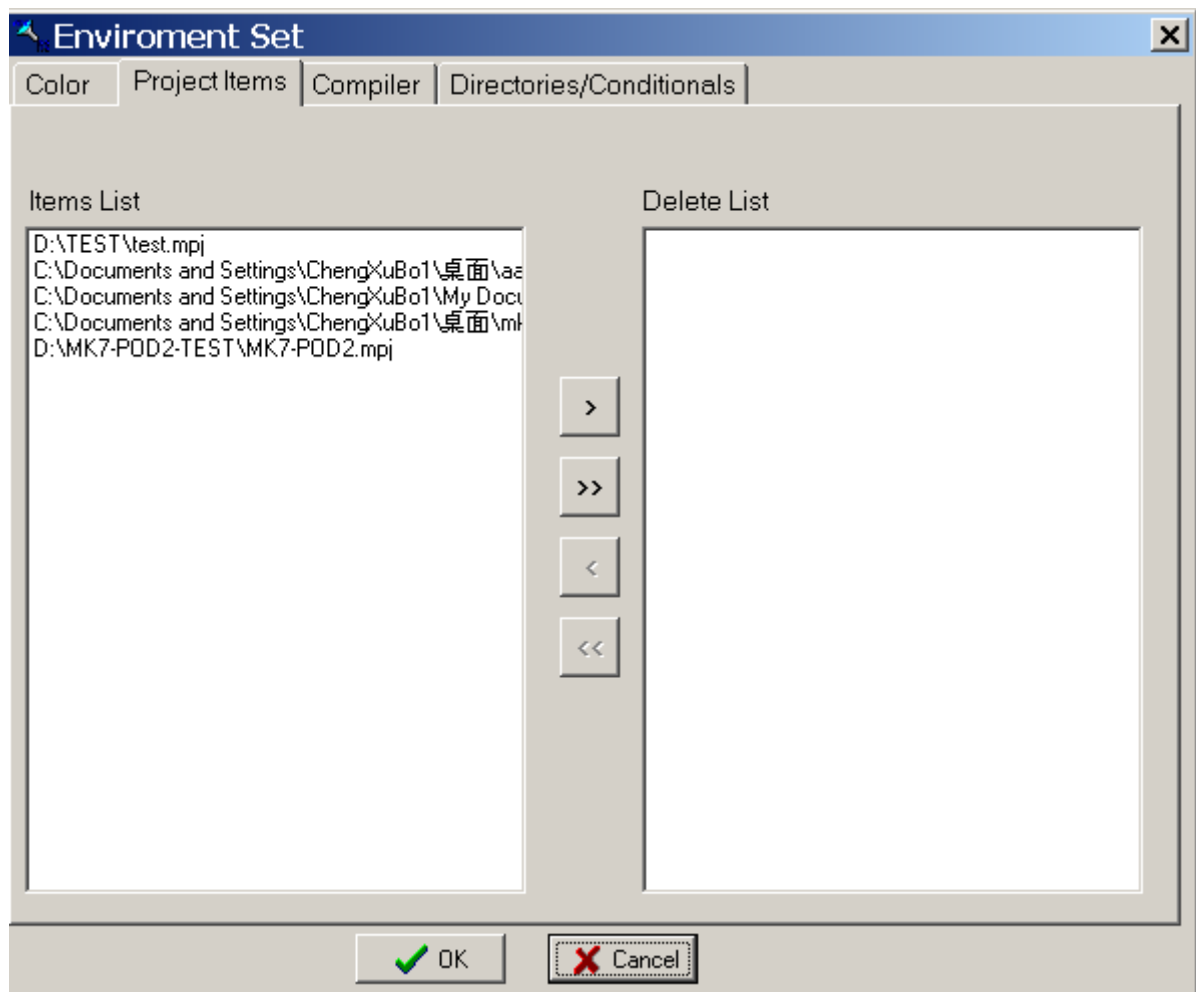 Enviroment Set
Color Project Items Compiler Directories/Conditionals
Items List
Delete List
D:\TEST\test.mpj
C:\Documents and Settings\ChengXuBo1\桌面\aa
C:\Documents and Settings\ChengXuBo1\My Docu
C:\Documents and Settings\ChengXuBo1\桌面\mk
D:\MK7-POD2-TEST\MK7-POD2.mpj
>
>>
<
<<
OK
Cancel